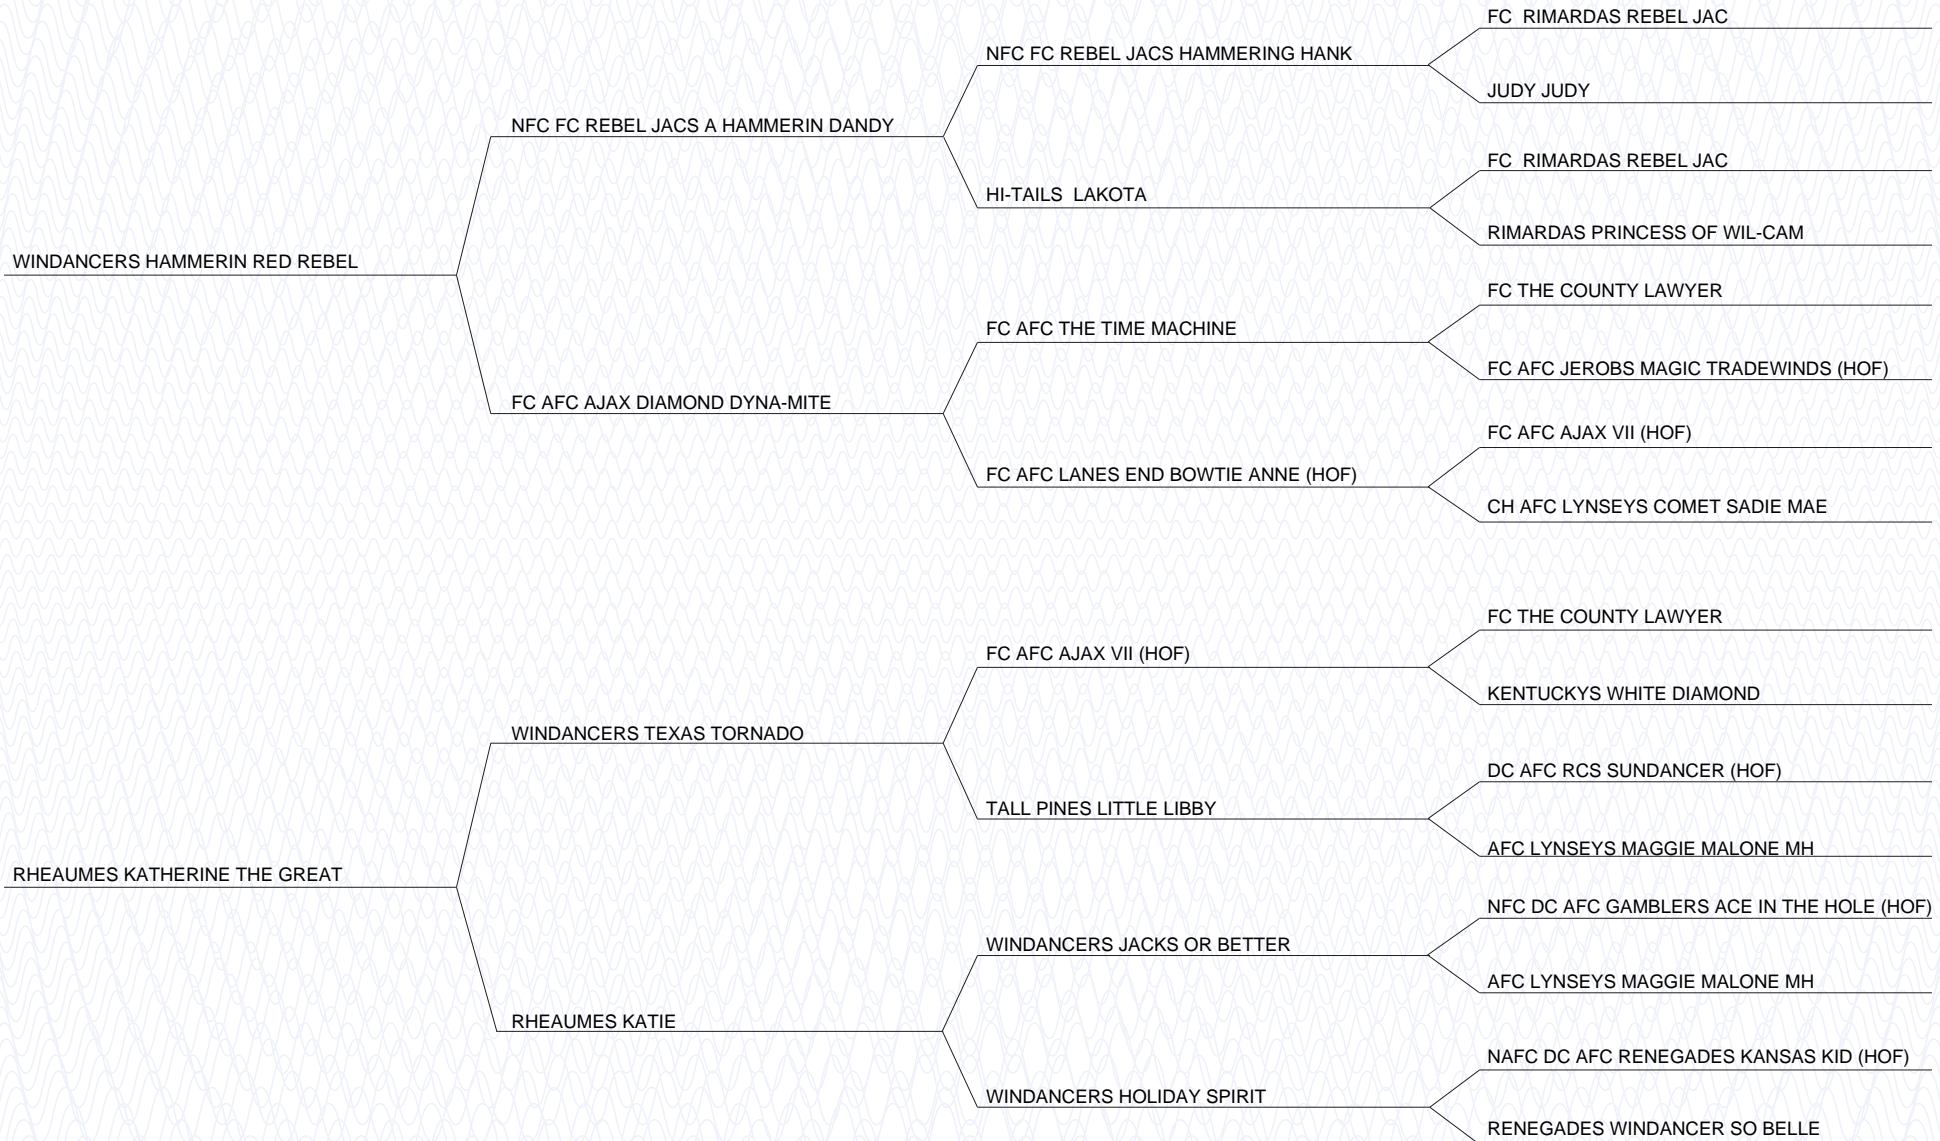 FC  RIMARDAS REBEL JAC
NFC FC REBEL JACS HAMMERING HANK
JUDY JUDY
NFC FC REBEL JACS A HAMMERIN DANDY
FC  RIMARDAS REBEL JAC
HI-TAILS  LAKOTA
RIMARDAS PRINCESS OF WIL-CAM
WINDANCERS HAMMERIN RED REBEL
FC THE COUNTY LAWYER
FC AFC THE TIME MACHINE
FC AFC JEROBS MAGIC TRADEWINDS (HOF)
FC AFC AJAX DIAMOND DYNA-MITE
FC AFC AJAX VII (HOF)
FC AFC LANES END BOWTIE ANNE (HOF)
CH AFC LYNSEYS COMET SADIE MAE
FC THE COUNTY LAWYER
FC AFC AJAX VII (HOF)
KENTUCKYS WHITE DIAMOND
WINDANCERS TEXAS TORNADO
DC AFC RCS SUNDANCER (HOF)
TALL PINES LITTLE LIBBY
AFC LYNSEYS MAGGIE MALONE MH
RHEAUMES KATHERINE THE GREAT
NFC DC AFC GAMBLERS ACE IN THE HOLE (HOF)
WINDANCERS JACKS OR BETTER
AFC LYNSEYS MAGGIE MALONE MH
RHEAUMES KATIE
NAFC DC AFC RENEGADES KANSAS KID (HOF)
WINDANCERS HOLIDAY SPIRIT
RENEGADES WINDANCER SO BELLE